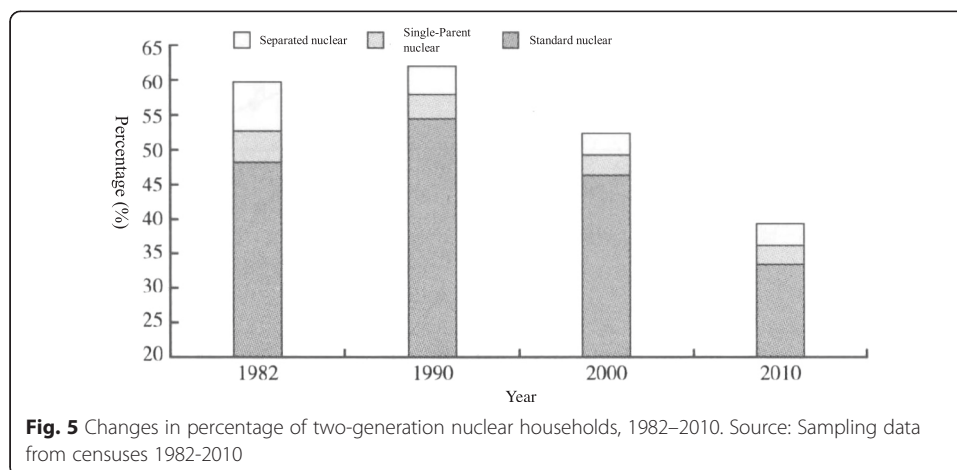 Separated nuclear
Single-Parent
nuclear
Standard nuclear
Percentage (%)
65
60
55
50
45
40
35
30
25
20
1982
1990
2000
2010
Year
Fig. 5 Changes in percentage of two-generation nuclear households, 1982–2010. Source: Sampling data
from censuses 1982-2010